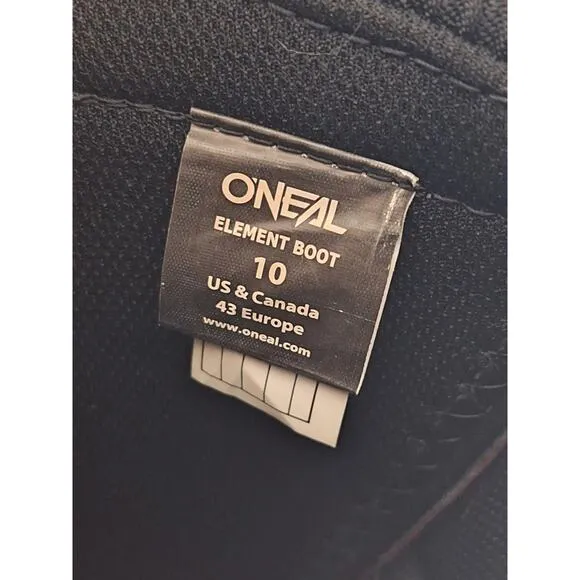 O'NEAL
ELEMENT BOOT
10
US & Canada
43 Europe
www.oneal.com